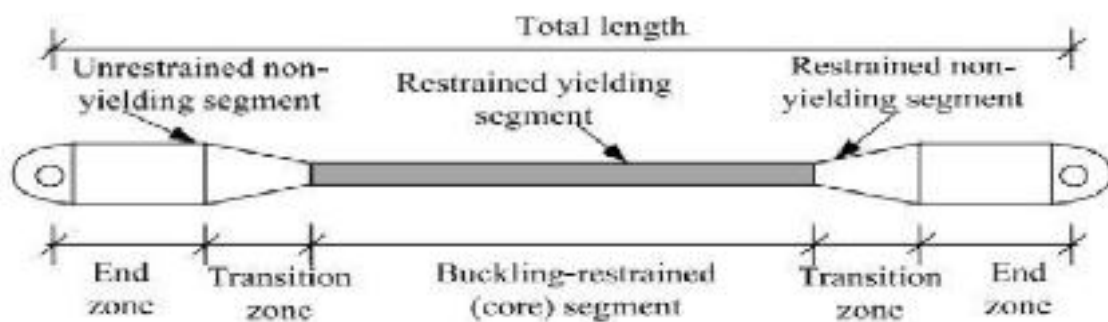 Total length
Unrestrained non-
yielding segment
Restrained yielding
segment
Restrained non-
yielding segment
End
zone
Transition
zone
Buckling-restrained
(core) segment
Transition
zone
End
zone